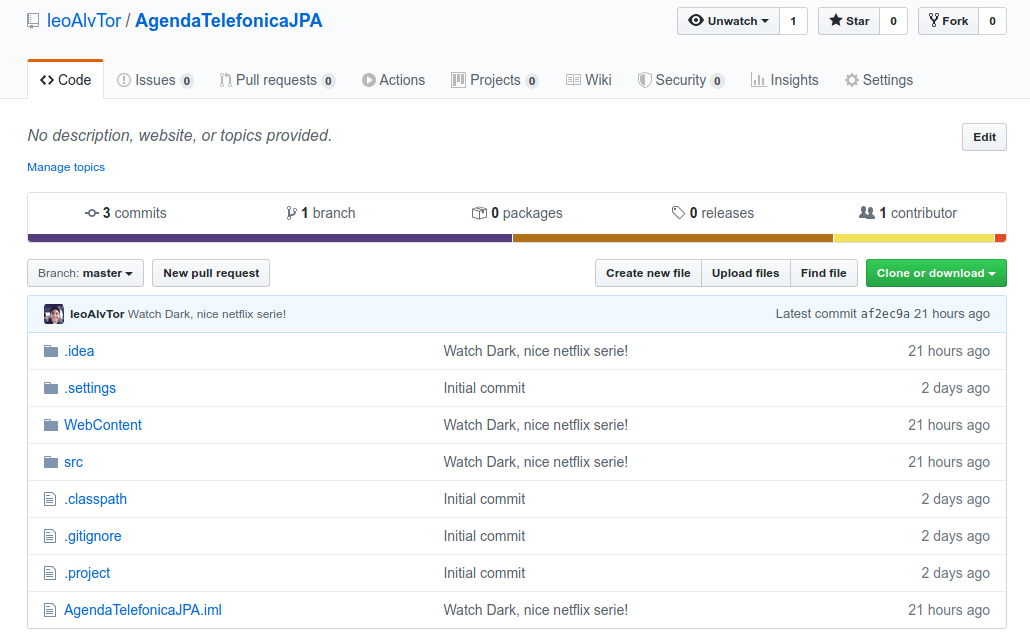 leoAlvTor / AgendaTelefonicaJPA Unwatch 1 Star 0 Fork 0
Code Issues 0 Pull requests 0 Actions Projects 0 Wiki Security 0 Insights Settings
No description, website, or topics provided. Edit
Manage topics
3 commits 1 branch 0 packages 0 releases 1 contributor
Branch: master New pull request Create new file Upload files Find file Clone or download
leoAlvTor Watch Dark, nice netflix serie! Latest commit af2ec9a 21 hours ago
.idea Watch Dark, nice netflix serie! 21 hours ago
.settings Initial commit 2 days ago
WebContent Watch Dark, nice netflix serie! 21 hours ago
src Watch Dark, nice netflix serie! 21 hours ago
.classpath Initial commit 2 days ago
.gitignore Initial commit 2 days ago
.project Initial commit 2 days ago
AgendaTelefonicaJPA.iml Watch Dark, nice netflix serie! 21 hours ago